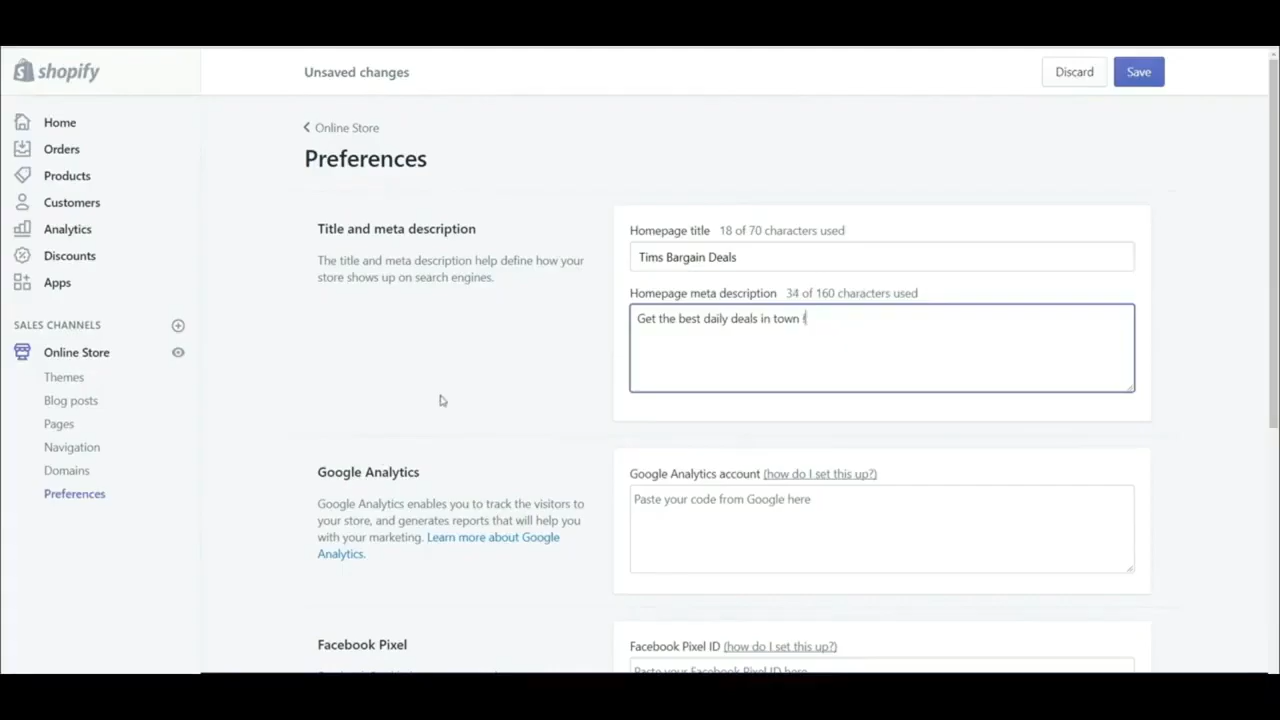 shopify
Unsaved changes
Discard
Save
Home
Orders
Products
Customers
Analytics
Discounts
Apps
SALES CHANNELS
Online Store
Themes
Blog posts
Pages
Navigation
Domains
Preferences
Online Store
Preferences
Title and meta description
The title and meta description help define how your
store shows up on search engines.
Homepage title 18 of 70 characters used
Tims Bargain Deals
Homepage meta description 34 of 160 characters used
Get the best daily deals in town
Google Analytics
Google Analytics enables you to track the visitors to
your store, and generates reports that will help you
with your marketing. Learn more about Google
Analytics.
Google Analytics account (how do I set this up?)
Paste your code from Google here
Facebook Pixel
Facebook Pixel ID (how do I set this up?)
Paste your Facebook Pixel ID here